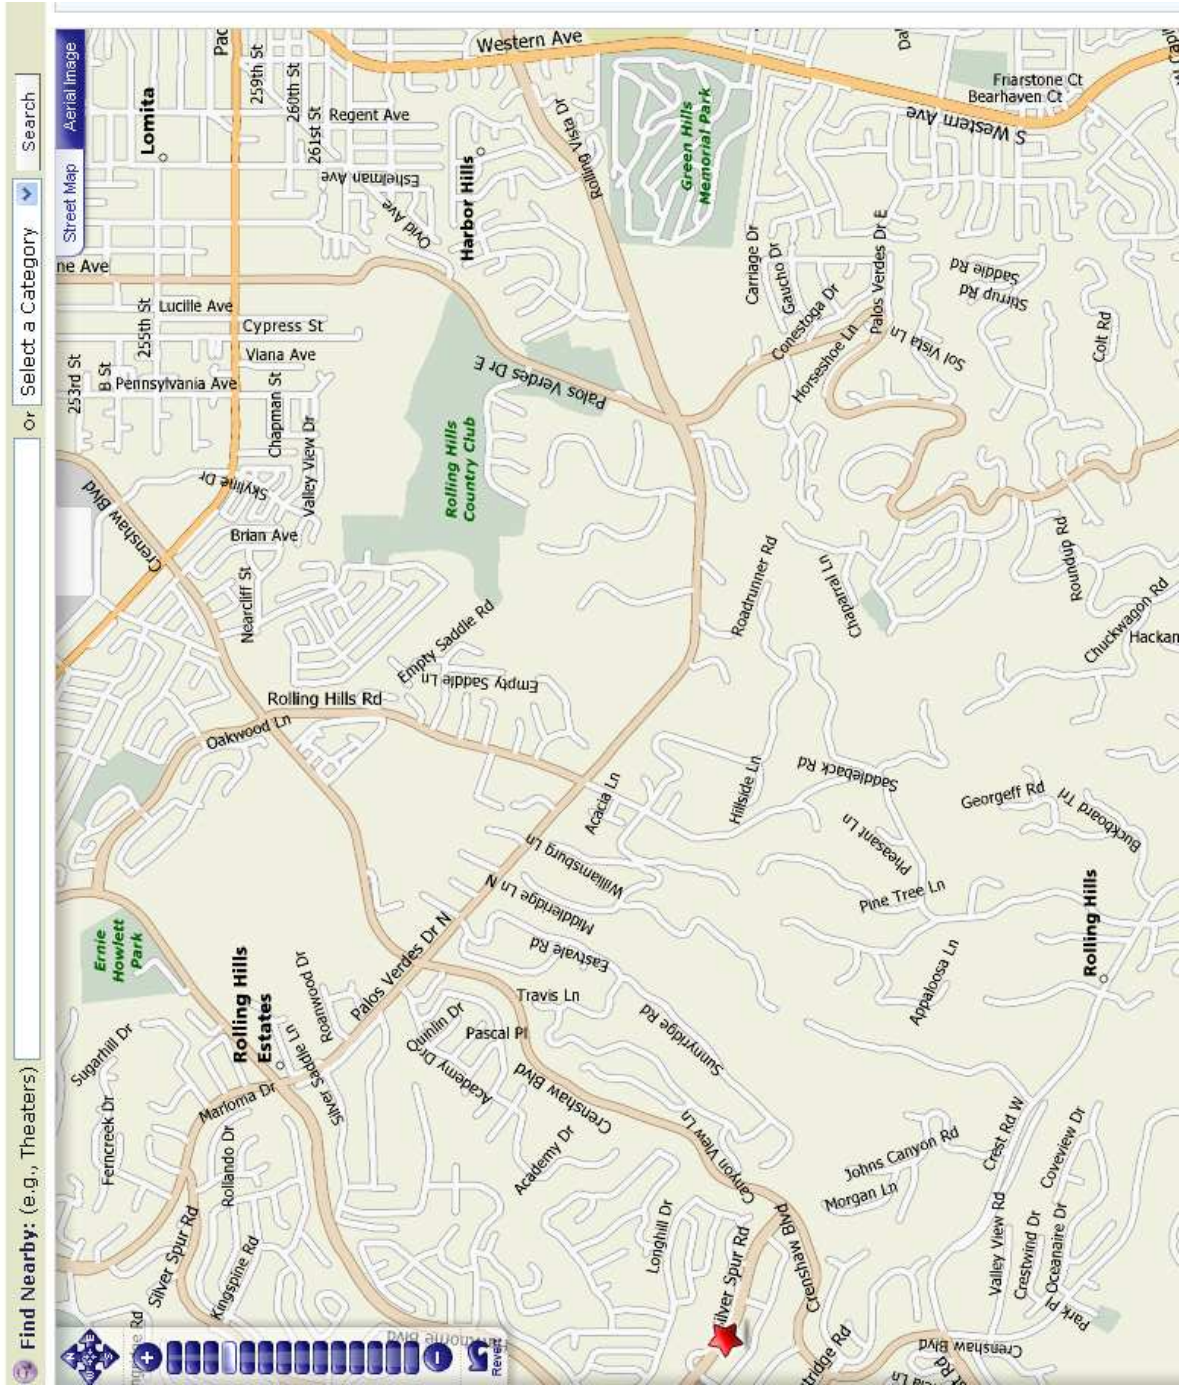 Find Nearby: (e.g., Theaters)
or
Select a Category
Search
Street Map
Aerial Image
Revert
Lomita
Harbor Hills
Rolling Hills
Estates
Rolling Hills
Ernie
Howlett
Park
Rolling Hills
Country Club
Green Hills
Memorial Park
Western Ave
S Western Ave
Friarstone Ct
Bearhaven Ct
259th St
260th St
261st St
Regent Ave
Eshelman Ave
Ovid Ave
Rolling Vista Dr
253rd St
B St
255th St
Lucille Ave
Cypress St
Viana Ave
Pennsylvania Ave
Chapman St
Valley View Dr
Skyline Dr
Brian Ave
Nearcliff St
Crenshaw Blvd
Palos Verdes Dr E
Palos Verdes Dr E
Carriage Dr
Gaucho Dr
Conestoga Dr
Horseshoe Ln
Sol Vista Ln
Saddle Rd
Stirrup Rd
Colt Rd
Roadrunner Rd
Chaparral Ln
Roundup Rd
Chuckwagon Rd
Hackan
Empty Saddle Rd
Empty Saddle Ln
Rolling Hills Rd
Oakwood Ln
Acacia Ln
Hillside Ln
Saddleback Rd
Georgeff Rd
Buckboard Trl
Pheasant Ln
Pine Tree Ln
Appaloosa Ln
Williamsburg Ln
Middleridge Ln N
Eastvale Rd
Palos Verdes Dr N
Travis Ln
Sunnyridge Rd
Roanwood Dr
Silver Saddle Ln
Quinlin Dr
Pascal Pl
Academy Dr
Academy Dr
Crenshaw Blvd
Sugarhill Dr
Ferncreek Dr
Marloma Dr
Rollando Dr
Silver Spur Rd
Kingspine Rd
Canyon View Ln
Longhill Dr
Silver Spur Rd
Crenshaw Blvd
Johns Canyon Rd
Morgan Ln
Crest Rd W
Coveview Dr
Valley View Rd
Crestwind Dr
Oceanaire Dr
Park Pl
Crenshaw Blvd